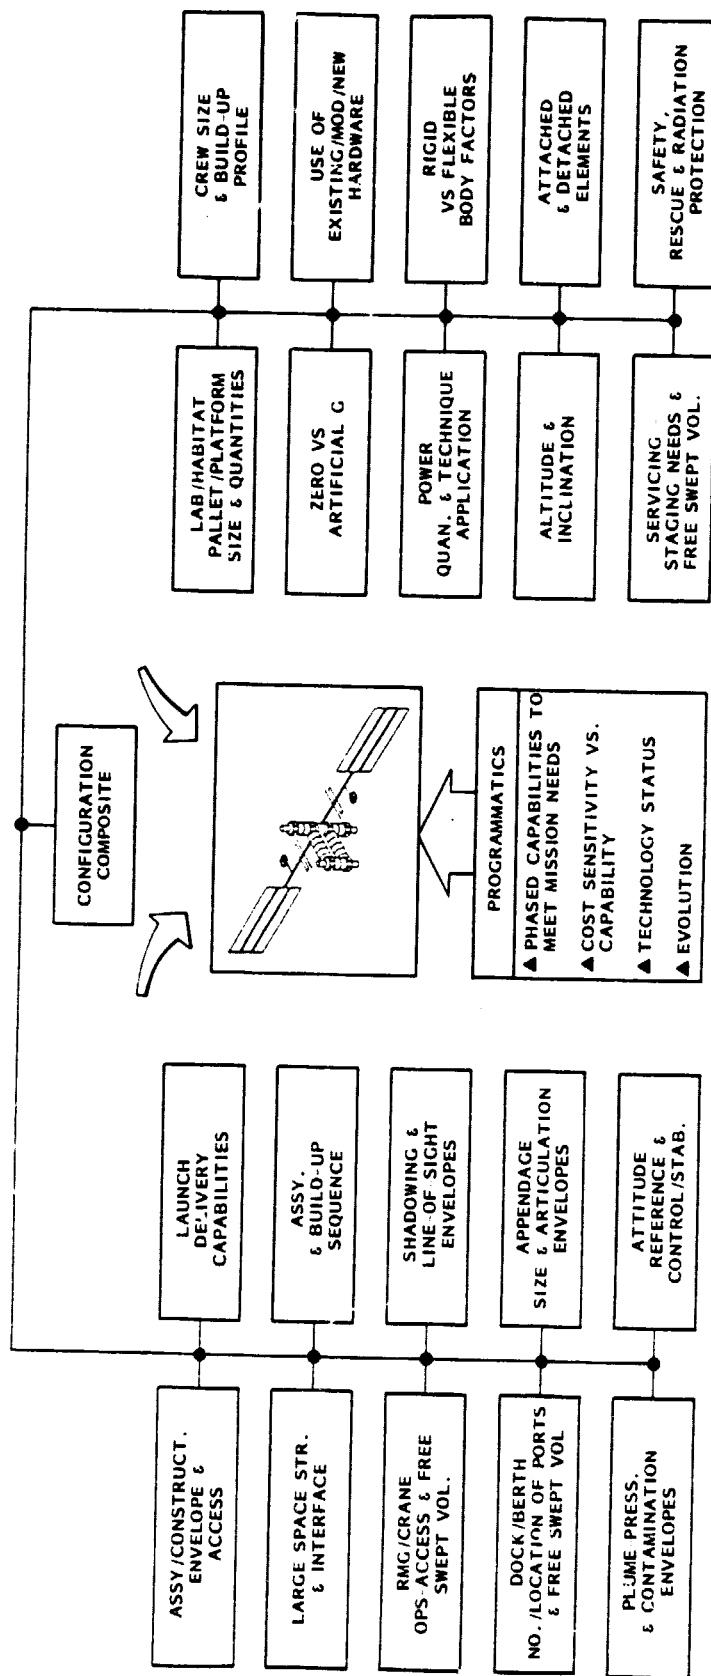 CONFIGURATION
COMPOSITE
ASSY/CONSTRUCT.
ENVELOPE &
ACCESS
LAUNCH
DELIVERY
CAPABILITIES
LARGE SPACE STR.
& INTERFACE
ASSY.
& BUILD-UP
SEQUENCE
RMG/CRANE
OPS-ACCESS & FREE
SWEPT VOL.
SHADOWING &
LINE-OF-SIGHT
ENVELOPES
DOCK/BERTH
NO./LOCATION OF PORTS
& FREE SWEPT VOL
APPENDAGE
SIZE & ARTICULATION
ENVELOPES
PLUME-PRESS.
& CONTAMINATION
ENVELOPES
ATTITUDE
REFERENCE &
CONTROL/STAB.
PROGRAMMATICS
▲ PHASED CAPABILITIES TO
MEET MISSION NEEDS
▲ COST SENSITIVITY VS.
CAPABILITY
▲ TECHNOLOGY STATUS
▲ EVOLUTION
LAB/HABITAT
PALLET/PLATFORM
SIZE & QUANTITIES
CREW SIZE
& BUILD-UP
PROFILE
ZERO VS
ARTIFICIAL G
USE OF
EXISTING/MOD/NEW
HARDWARE
POWER
QUAN. & TECHNIQUE
APPLICATION
RIGID
VS FLEXIBLE
BODY FACTORS
ALTITUDE &
INCLINATION
ATTACHED
& DETACHED
ELEMENTS
SERVICING
STAGING NEEDS &
FREE SWEPT VOL.
SAFETY,
RESCUE & RADIATION
PROTECTION